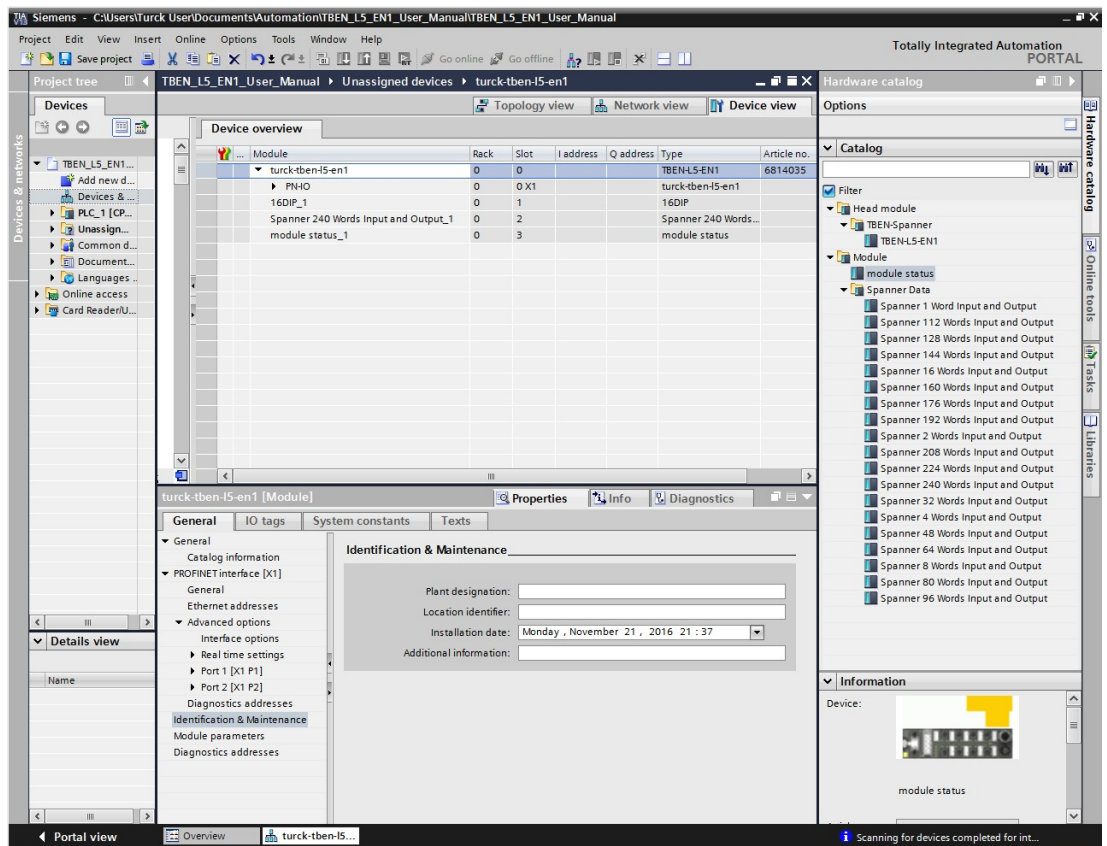 Siemens - C:\Users\Turck User\Documents\Automation\TBEN_L5_EN1_User_Manual\TBEN_L5_EN1_User_Manual
Project Edit View Insert Online Options Tools Window Help
Totally Integrated Automation
PORTAL
Save project
Go online
Go offline
Project tree
Devices
Devices & networks
TBEN_L5_EN1...
Add new d...
Devices & ...
PLC_1 [CP...
Unassign...
Common d...
Document...
Languages ..
Online access
Card Reader/U...
Details view
Name
TBEN_L5_EN1_User_Manual Unassigned devices turck-tben-l5-en1
Topology view Network view Device view
Device overview
... Module Rack Slot I address Q address Type Article no.
turck-tben-l5-en1 0 0 TBEN-L5-EN1 6814035
PN-IO 0 0 X1 turck-tben-l5-en1
16DIP_1 0 1 16DIP
Spanner 240 Words Input and Output_1 0 2 Spanner 240 Words...
module status_1 0 3 module status
turck-tben-l5-en1 [Module]
Properties Info Diagnostics
General IO tags System constants Texts
General
Catalog information
PROFINET interface [X1]
General
Ethernet addresses
Advanced options
Interface options
Real time settings
Port 1 [X1 P1]
Port 2 [X1 P2]
Diagnostics addresses
Identification & Maintenance
Module parameters
Diagnostics addresses
Identification & Maintenance
Plant designation:
Location identifier:
Installation date: Monday , November 21 , 2016 21 : 37
Additional information:
Hardware catalog
Options
Catalog
Filter
Head module
TBEN-Spanner
TBEN-L5-EN1
Module
module status
Spanner Data
Spanner 1 Word Input and Output
Spanner 112 Words Input and Output
Spanner 128 Words Input and Output
Spanner 144 Words Input and Output
Spanner 16 Words Input and Output
Spanner 160 Words Input and Output
Spanner 176 Words Input and Output
Spanner 192 Words Input and Output
Spanner 2 Words Input and Output
Spanner 208 Words Input and Output
Spanner 224 Words Input and Output
Spanner 240 Words Input and Output
Spanner 32 Words Input and Output
Spanner 4 Words Input and Output
Spanner 48 Words Input and Output
Spanner 64 Words Input and Output
Spanner 8 Words Input and Output
Spanner 80 Words Input and Output
Spanner 96 Words Input and Output
Information
Device:
module status
Hardware catalog
Online tools
Tasks
Libraries
Portal view
Overview
turck-tben-l5...
Scanning for devices completed for int...